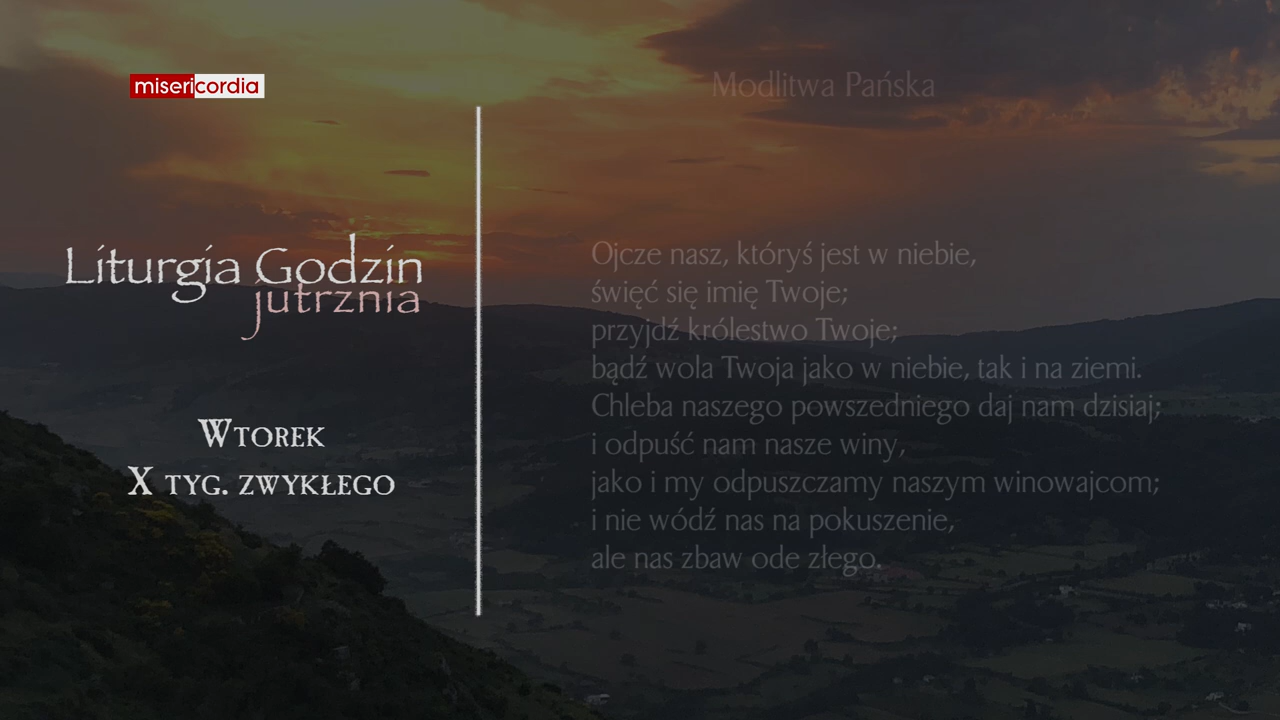 misericordia
Liturgia Godzin
jutrznia
Wtorek
X tyg. zwykłego
Modlitwa Pańska
Ojcze nasz, któryś jest w niebie,
święć się imię Twoje;
przyjdź królestwo Twoje;
bądź wola Twoja jako w niebie, tak i na ziemi.
Chleba naszego powszedniego daj nam dzisiaj;
i odpuść nam nasze winy,
jako i my odpuszczamy naszym winowajcom;
i nie wódź nas na pokuszenie,
ale nas zbaw ode złego.